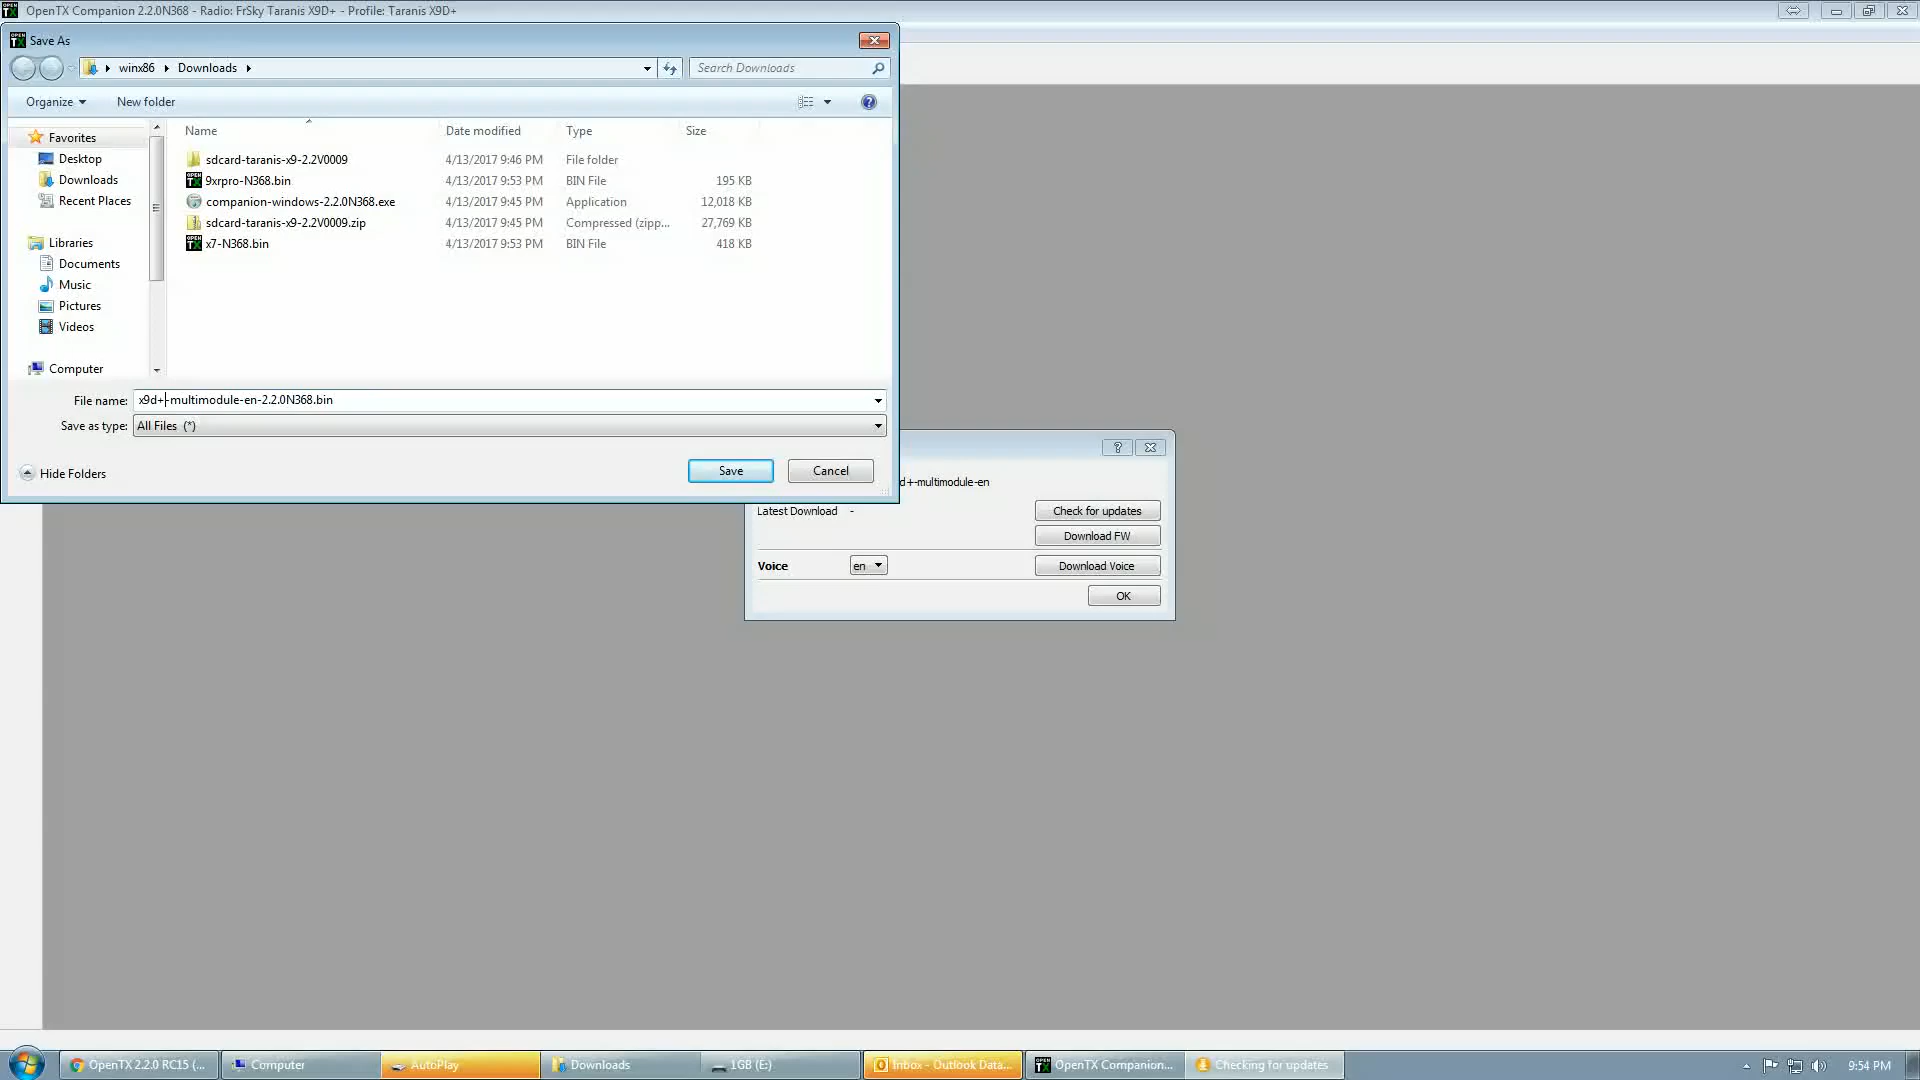 OpenTX Companion 2.2.0N368 - Radio: FrSky Taranis X9D+ - Profile: Taranis X9D+
Save As
winx86 Downloads
Search Downloads
Organize New folder
Name Date modified Type Size
Favorites
Desktop
Downloads
Recent Places
Libraries
Documents
Music
Pictures
Videos
Computer
sdcard-taranis-x9-2.2V0009 4/13/2017 9:46 PM File folder
9xrpro-N368.bin 4/13/2017 9:53 PM BIN File 195 KB
companion-windows-2.2.0N368.exe 4/13/2017 9:45 PM Application 12,018 KB
sdcard-taranis-x9-2.2V0009.zip 4/13/2017 9:45 PM Compressed (zipp... 27,769 KB
x7-N368.bin 4/13/2017 9:53 PM BIN File 418 KB
File name: x9d+-multimodule-en-2.2.0N368.bin
Save as type: All Files (*)
Hide Folders
Save Cancel
d+-multimodule-en
Latest Download - Check for updates
Download FW
Voice en Download Voice
OK
OpenTX 2.2.0 RC15 (... Computer AutoPlay Downloads 1GB (E:) Inbox - Outlook Data... OpenTX Companion... Checking for updates 9:54 PM